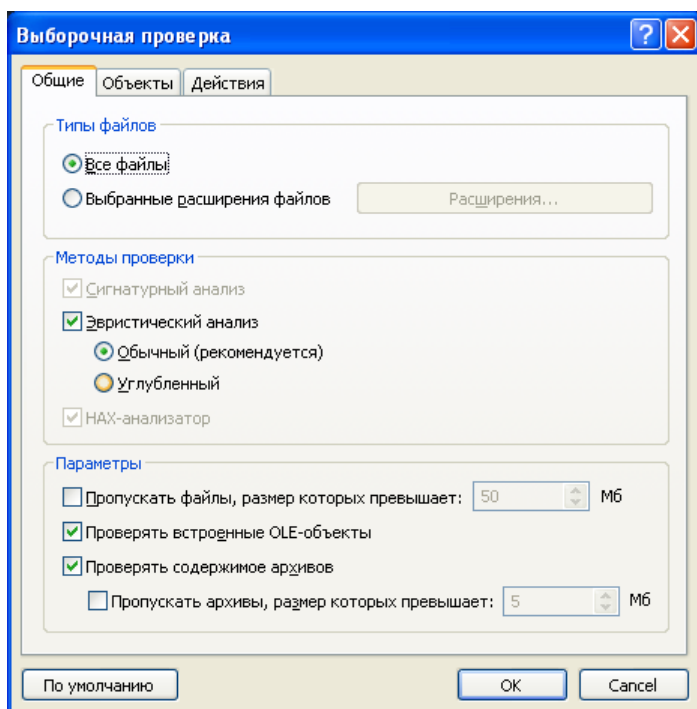 Выборочная проверка
Общие Объекты Действия
Типы файлов
Все файлы
Выбранные расширения файлов Расширения...
Методы проверки
Сигнатурный анализ
Эвристический анализ
Обычный (рекомендуется)
Углубленный
HAX-анализатор
Параметры
Пропускать файлы, размер которых превышает: 50 Мб
Проверять встроенные OLE-объекты
Проверять содержимое архивов
Пропускать архивы, размер которых превышает: 5 Мб
По умолчанию OK Cancel